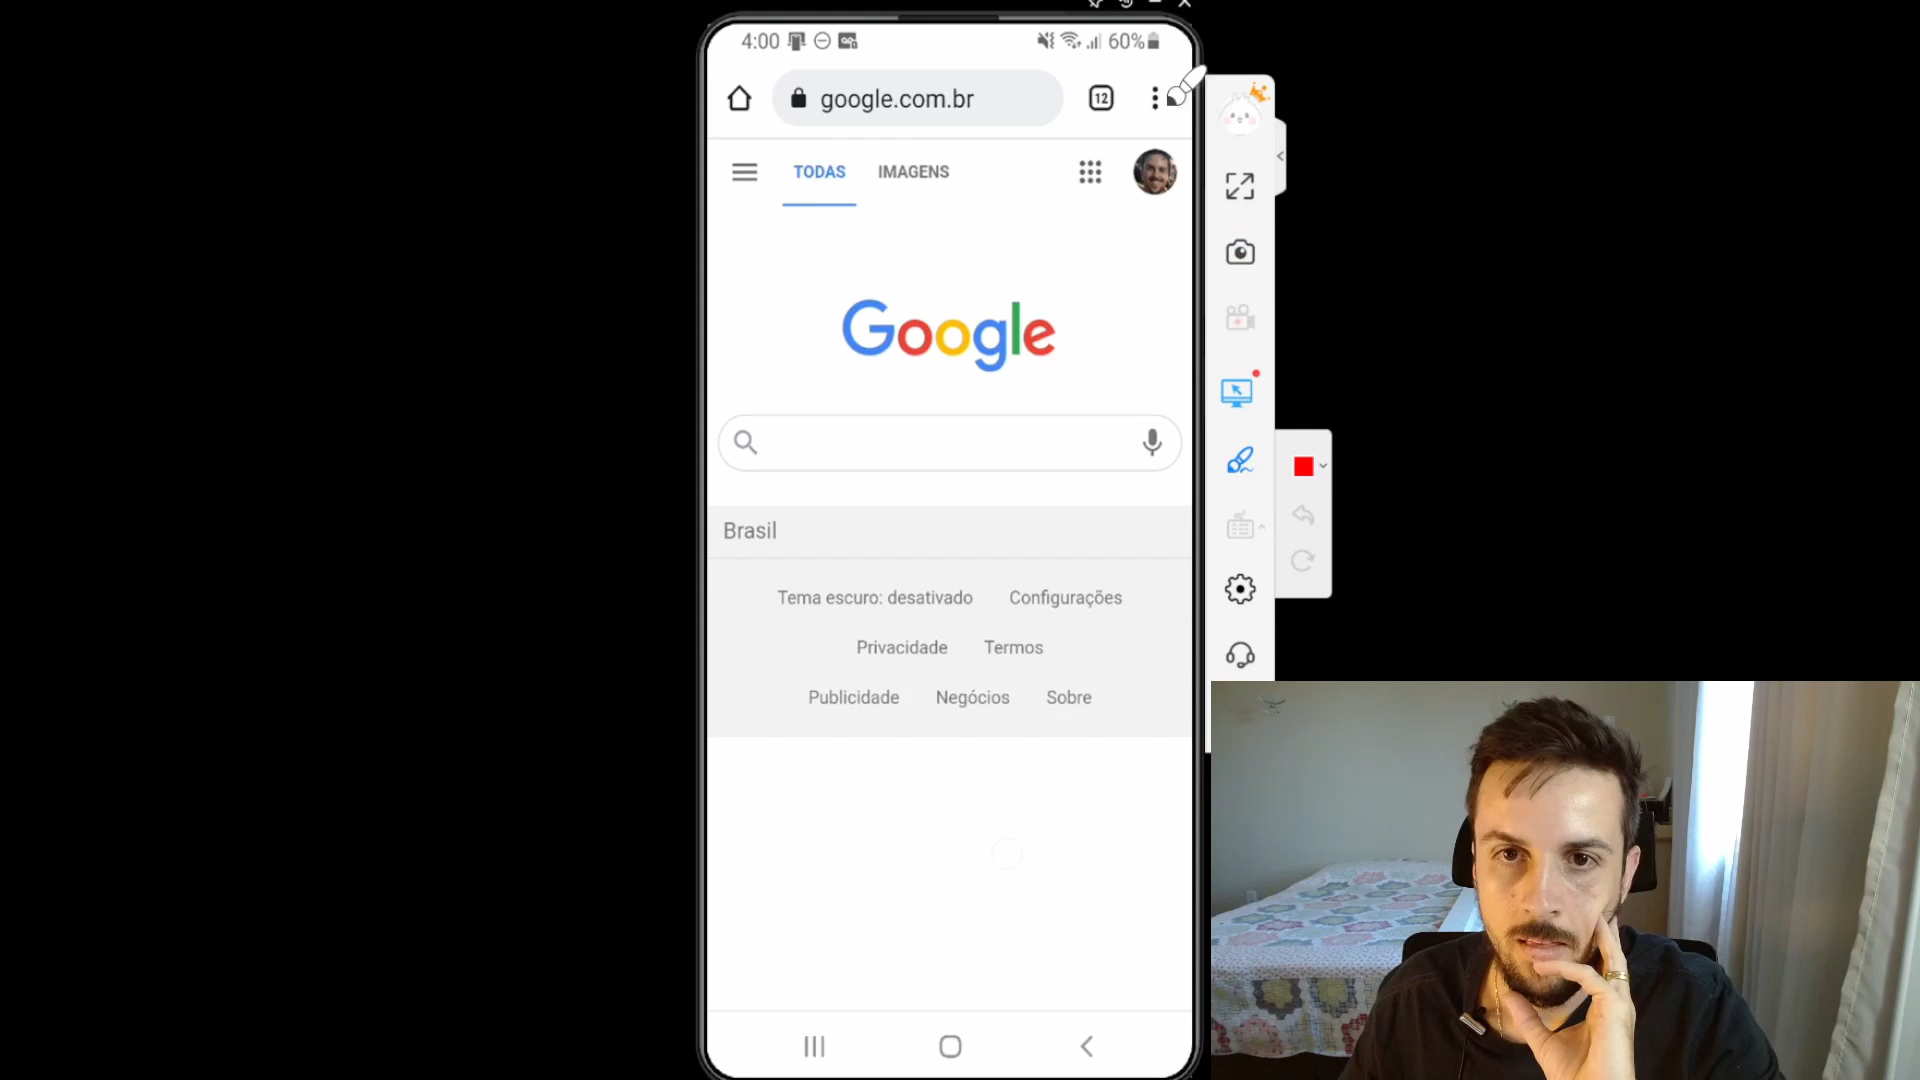 4:00 60%
google.com.br 12
TODAS IMAGENS
Google
Brasil
Tema escuro: desativado Configurações
Privacidade Termos
Publicidade Negócios Sobre